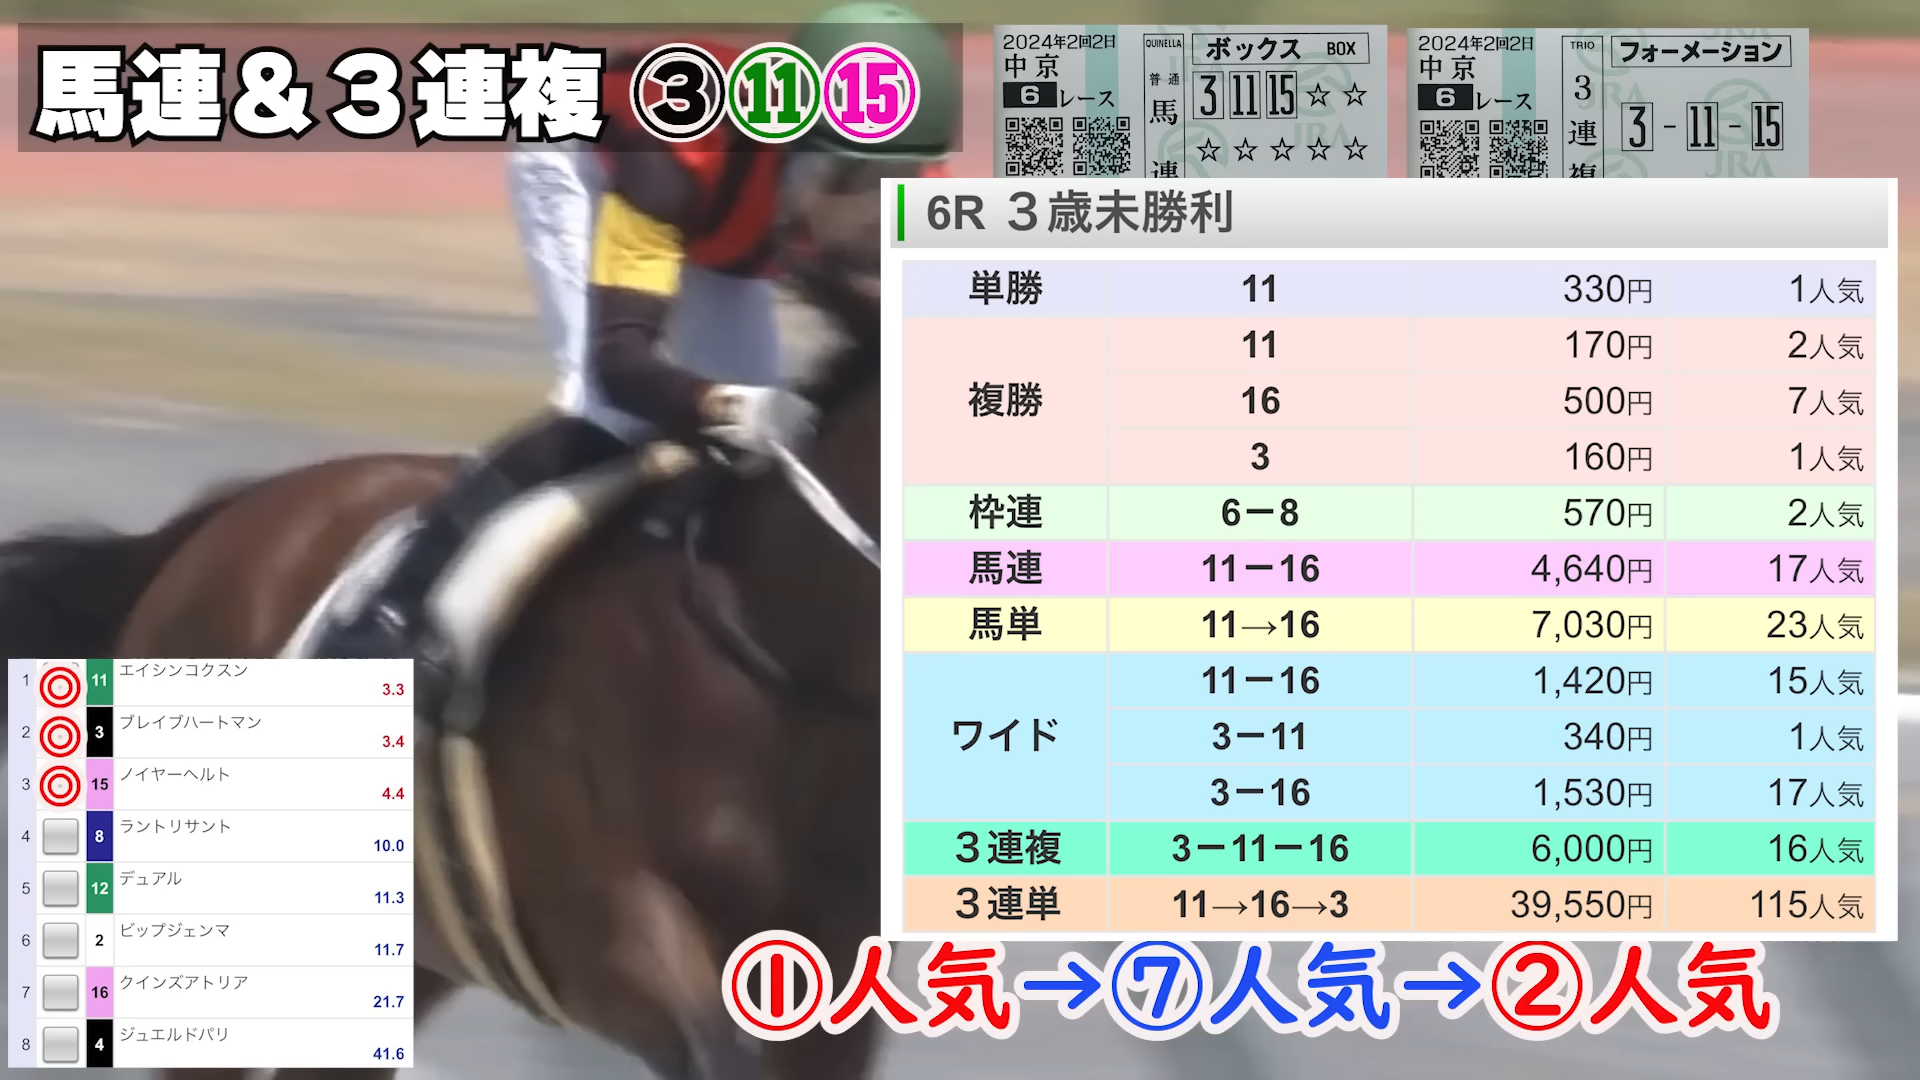 馬連＆３連複 ③⑪⑮
2024年2回2日
中京
6レース
QUINELLA
普通
馬連
ボックス BOX
3 11 15 ☆ ☆
☆ ☆ ☆ ☆ ☆
2024年2回2日
中京
6レース
TRIO
3連複
フォーメーション
3 - 11 - 15
JRA
JRA
6R ３歳未勝利
単勝 11 330円 1人気
複勝 11 170円 2人気
16 500円 7人気
3 160円 1人気
枠連 6－8 570円 2人気
馬連 11－16 4,640円 17人気
馬単 11→16 7,030円 23人気
ワイド 11－16 1,420円 15人気
3－11 340円 1人気
3－16 1,530円 17人気
３連複 3－11－16 6,000円 16人気
３連単 11→16→3 39,550円 115人気
1 11 エイシンコクスン 3.3
2 3 ブレイブハートマン 3.4
3 15 ノイヤーヘルト 4.4
4 8 ラントリサント 10.0
5 12 デュアル 11.3
6 2 ビップジェンマ 11.7
7 16 クインズアトリア 21.7
8 4 ジュエルドパリ 41.6
①人気→⑦人気→②人気